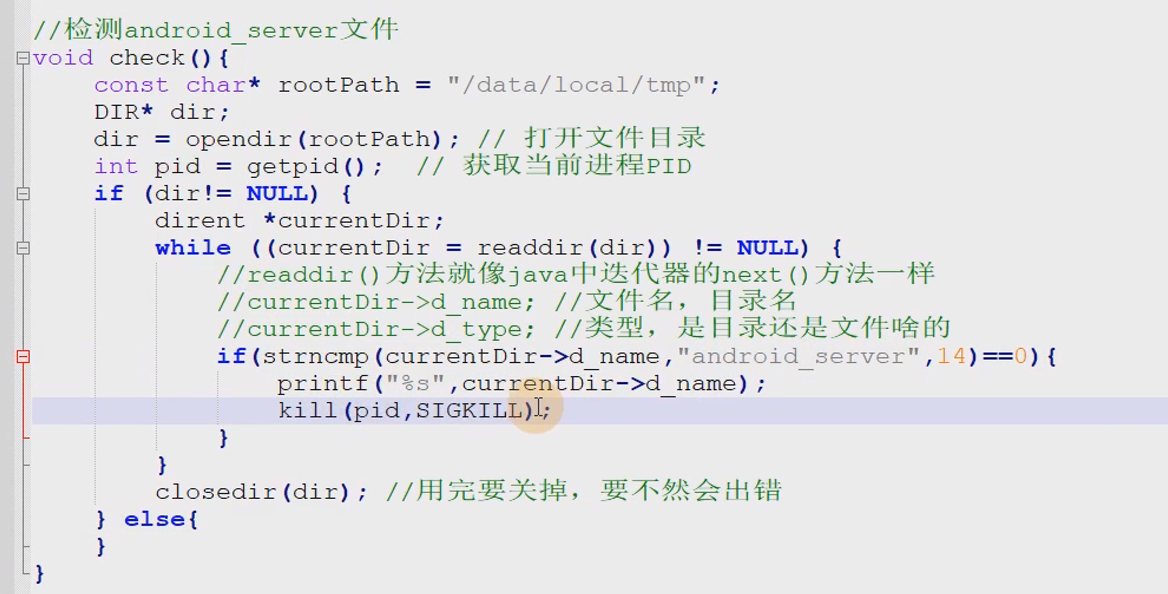 //检测android_server文件
void check(){
const char* rootPath = "/data/local/tmp";
DIR* dir;
dir = opendir(rootPath); // 打开文件目录
int pid = getpid();  // 获取当前进程PID
if (dir!= NULL) {
dirent *currentDir;
while ((currentDir = readdir(dir)) != NULL) {
//readdir()方法就像java中迭代器的next()方法一样
//currentDir->d_name; //文件名，目录名
//currentDir->d_type; //类型，是目录还是文件啥的
if(strncmp(currentDir->d_name,"android_server",14)==0){
printf("%s",currentDir->d_name);
kill(pid,SIGKILL);
}
}
closedir(dir); //用完要关掉，要不然会出错
} else{
}
}